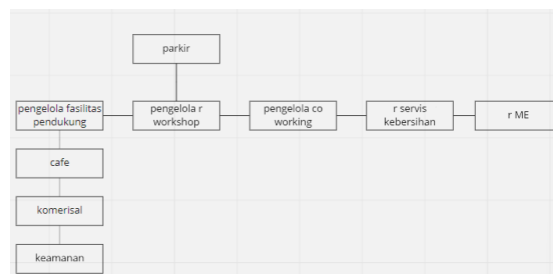 parkir
pengelola fasilitas
pendukung
pengelola r
workshop
pengelola co
working
r servis
kebersihan
r ME
cafe
komerisal
keamanan